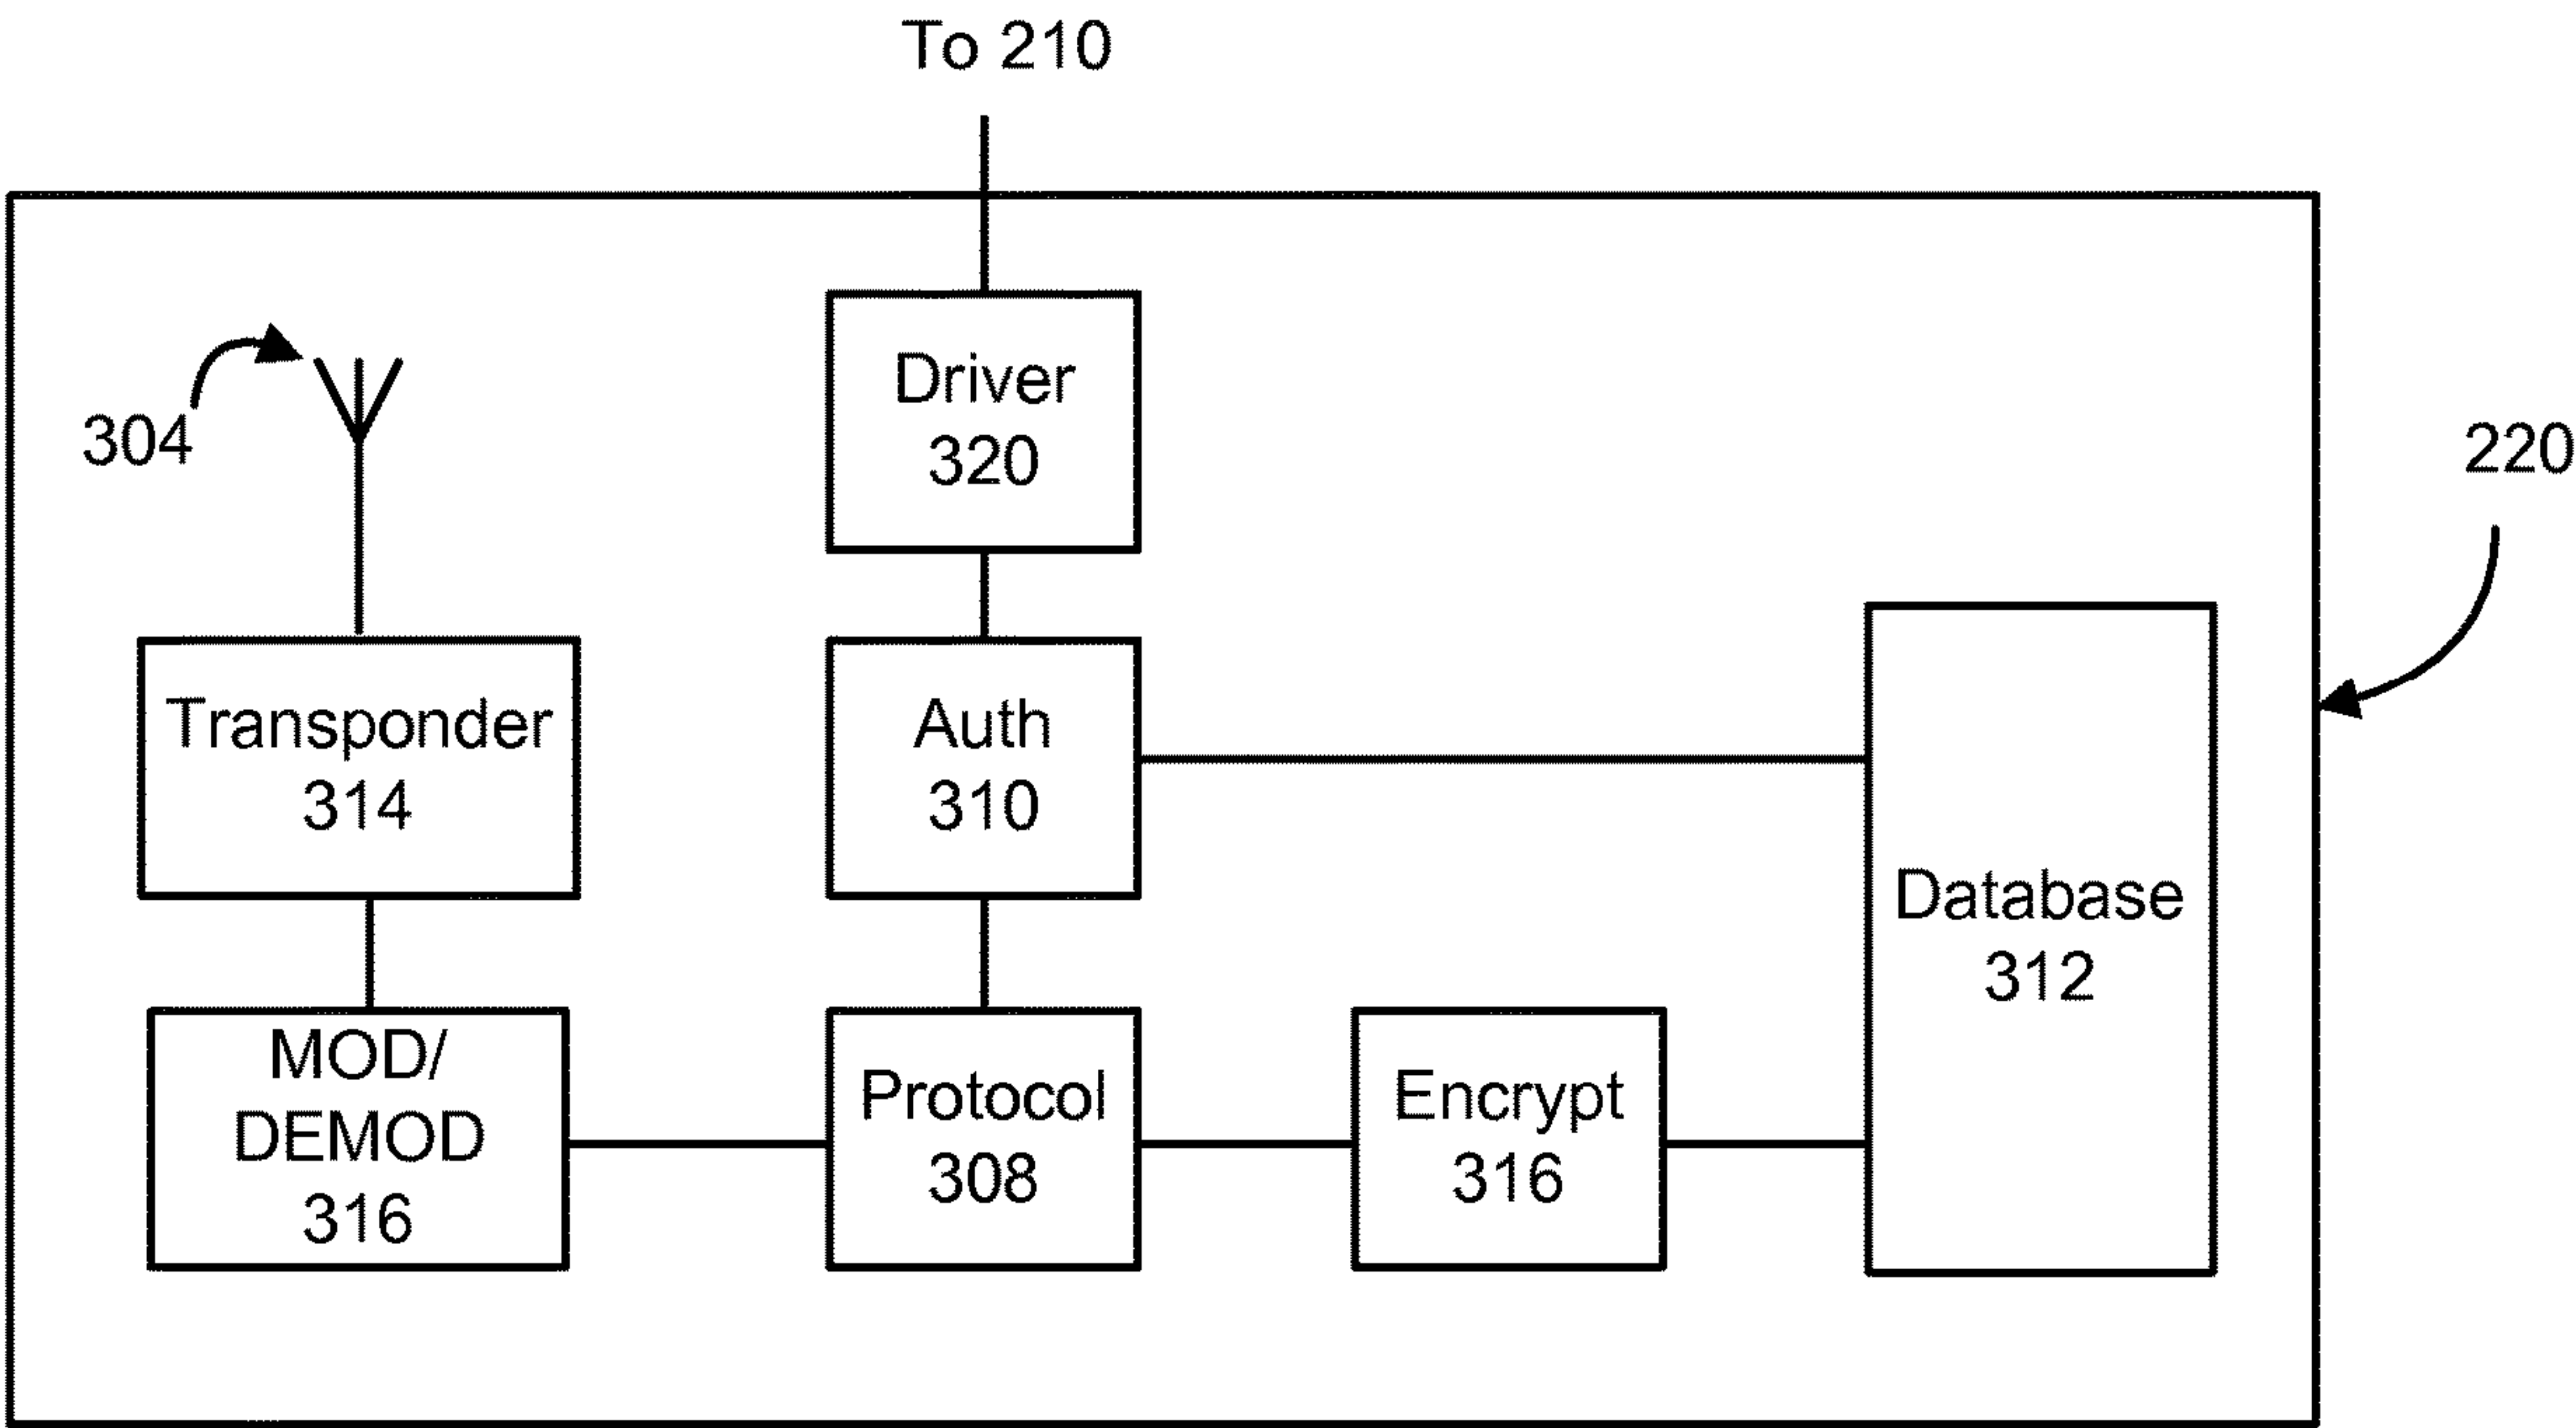 To 210
304
Driver
320
220
Transponder
314
Auth
310
Database
312
MOD/
DEMOD
316
Protocol
308
Encrypt
316